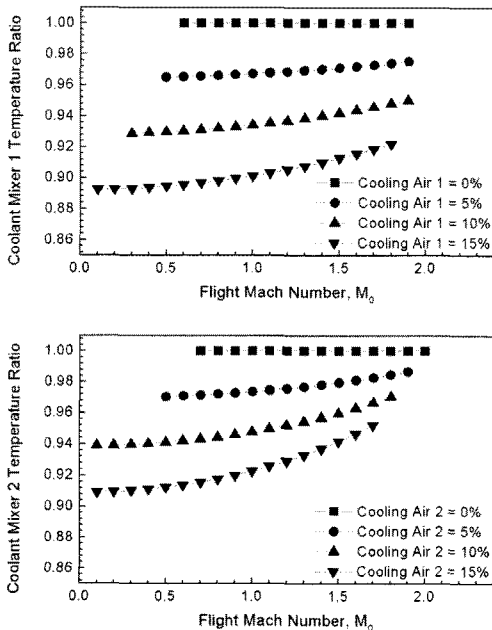 Coolant Mixer 1 Temperature Ratio
1.00
0.98
0.96
0.94
0.92
0.90
0.88
0.86
■ Cooling Air 1 = 0%
● Cooling Air 1 = 5%
▲ Cooling Air 1 = 10%
▼ Cooling Air 1 = 15%
0.0 0.5 1.0 1.5 2.0
Flight Mach Number, M₀
Coolant Mixer 2 Temperature Ratio
1.00
0.98
0.96
0.94
0.92
0.90
0.88
0.86
■ Cooling Air 2 = 0%
● Cooling Air 2 = 5%
▲ Cooling Air 2 = 10%
▼ Cooling Air 2 = 15%
0.0 0.5 1.0 1.5 2.0
Flight Mach Number, M₀